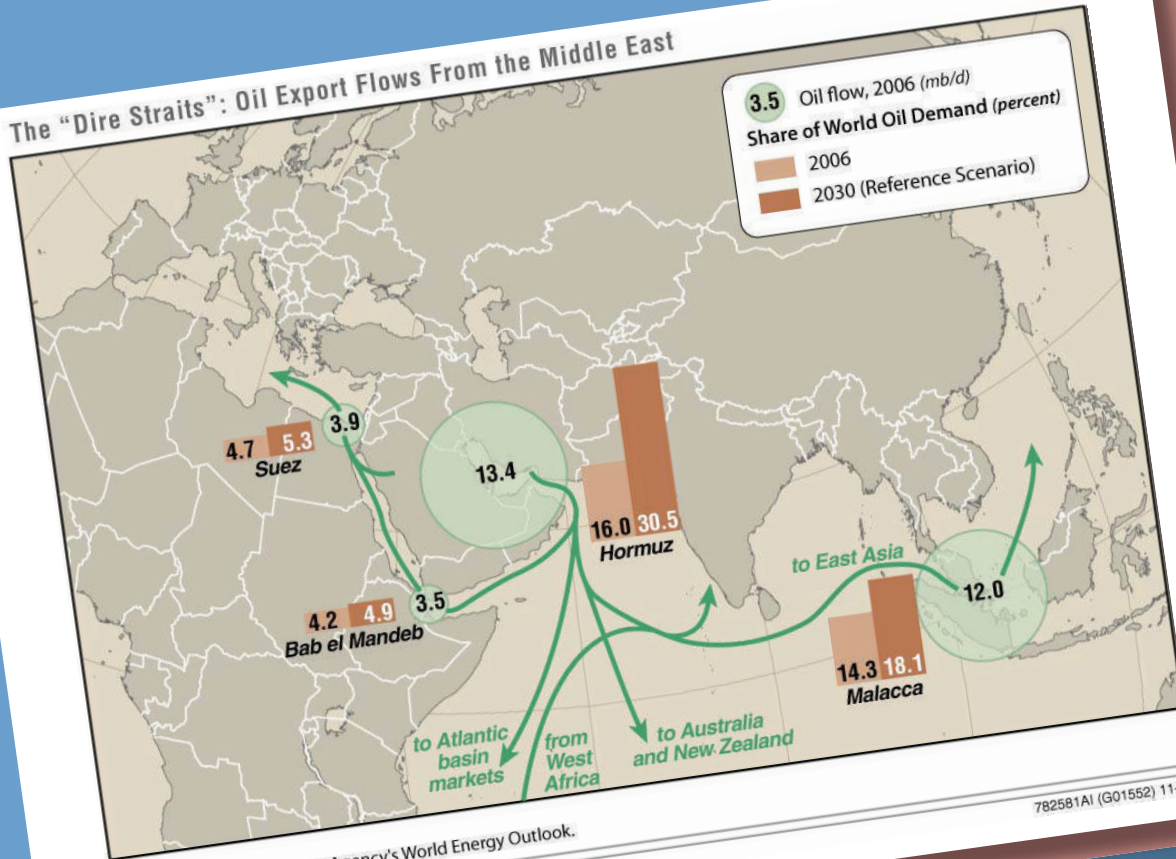 The "Dire Straits": Oil Export Flows From the Middle East
3.5 Oil flow, 2006 (mb/d)
Share of World Oil Demand (percent)
2006
2030 (Reference Scenario)
3.9
4.7 5.3
Suez
13.4
16.0 30.5
Hormuz
3.5
4.2 4.9
Bab el Mandeb
to East Asia
12.0
14.3 18.1
Malacca
to Atlantic
basin
markets
from
West
Africa
to Australia
and New Zealand
World Energy Outlook.
782581AI (G01552) 11-